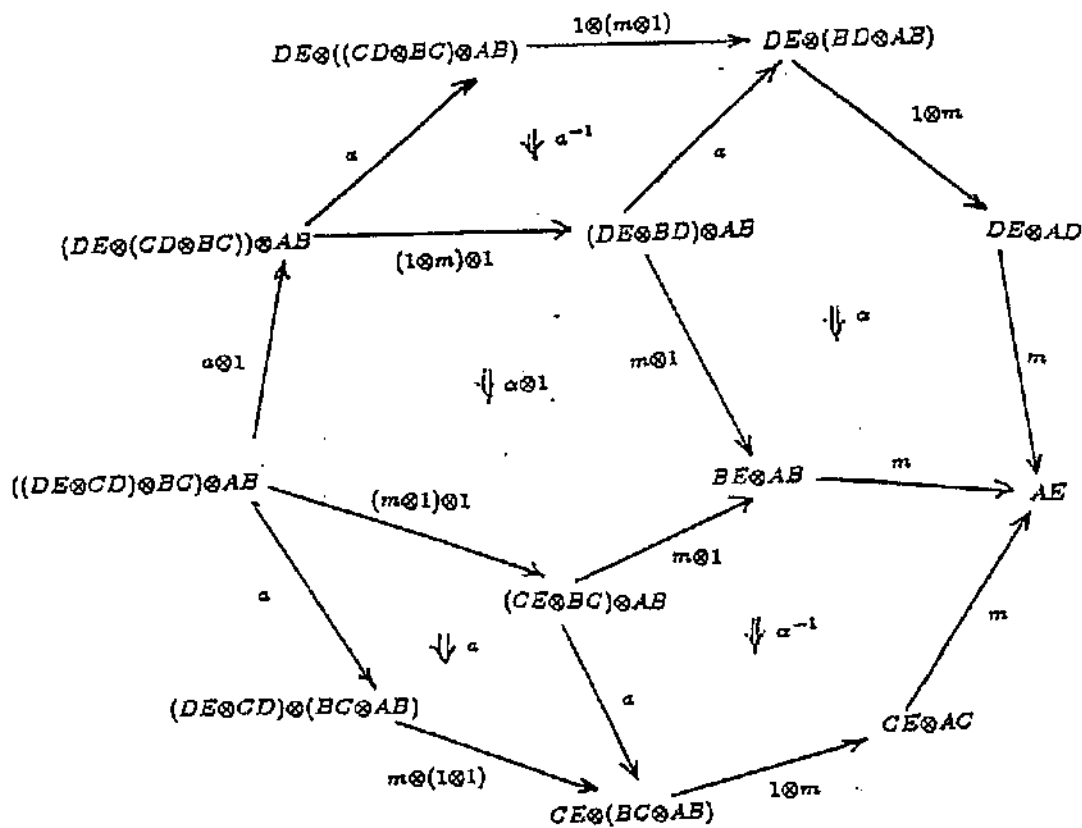 1⊗(m⊗1)
DE⊗((CD⊗BC)⊗AB)
DE⊗(BD⊗AB)
1⊗m
⇓ a⁻¹
a
a
(DE⊗(CD⊗BC))⊗AB
(DE⊗BD)⊗AB
DE⊗AD
(1⊗m)⊗1
⇓ α
a⊗1
m⊗1
m
⇓ α⊗1
((DE⊗CD)⊗BC)⊗AB
BE⊗AB
m
AE
(m⊗1)⊗1
m⊗1
a
(CE⊗BC)⊗AB
m
⇓ a
⇓ α⁻¹
(DE⊗CD)⊗(BC⊗AB)
a
CE⊗AC
m⊗(1⊗1)
1⊗m
CE⊗(BC⊗AB)